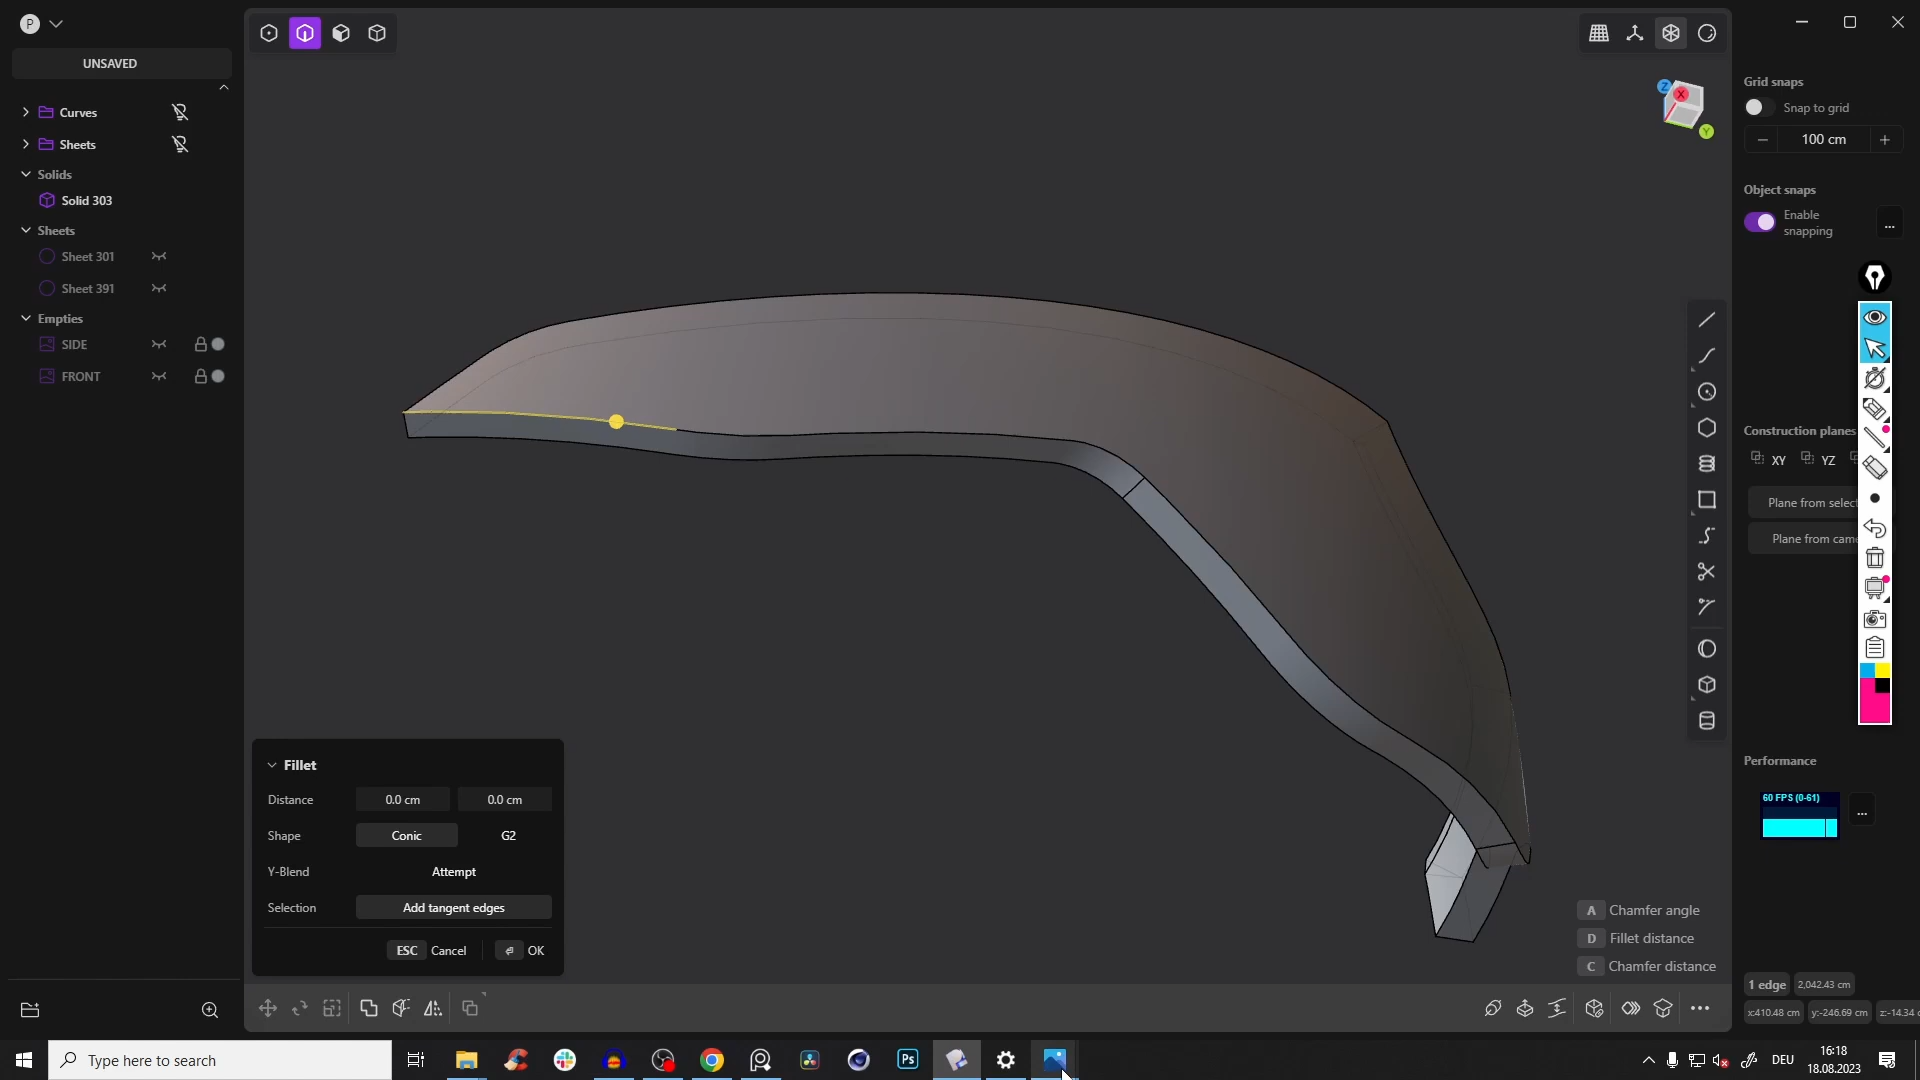 P
UNSAVED
Curves
Sheets
Solids
Solid 303
Sheets
Sheet 301
Sheet 391
Empties
SIDE
FRONT
Z
X
Y
Grid snaps
Snap to grid
100 cm
Object snaps
Enable
snapping
...
Construction planes
XY YZ
Plane from selec
Plane from came
Performance
60 FPS (0-61)
...
Fillet
Distance 0.0 cm 0.0 cm
Shape Conic G2
Y-Blend Attempt
Selection Add tangent edges
ESC Cancel OK
A Chamfer angle
D Fillet distance
C Chamfer distance
1 edge 2,042.43 cm
x:410.48 cm y:-246.69 cm z:-14.34 c
Type here to search
Ps
DEU
16:18
18.08.2023